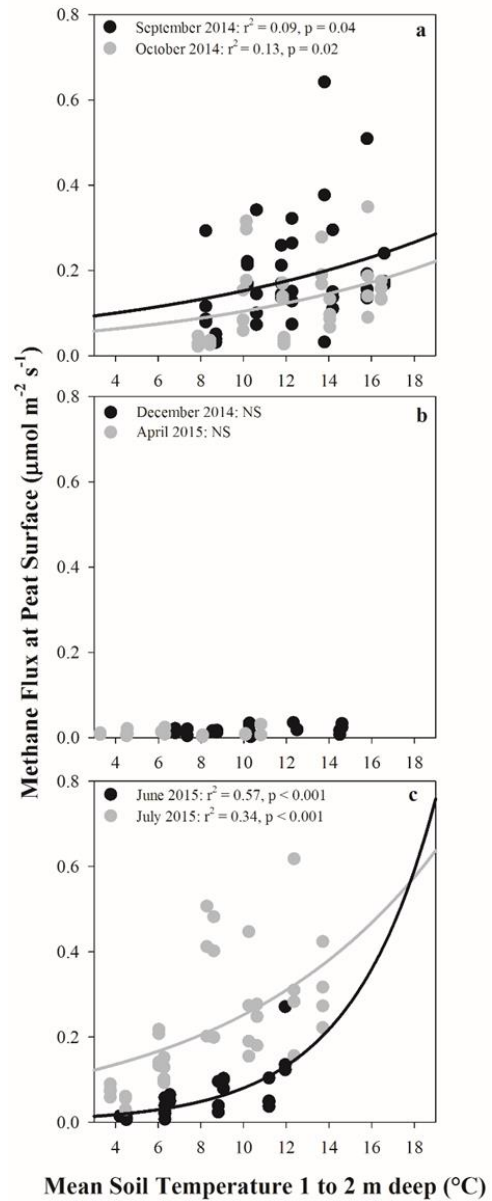 September 2014: r² = 0.09, p = 0.04
October 2014: r² = 0.13, p = 0.02
a
0.8
0.6
0.4
0.2
0.0
4 6 8 10 12 14 16 18
December 2014: NS
April 2015: NS
b
0.8
0.6
0.4
0.2
0.0
4 6 8 10 12 14 16 18
June 2015: r² = 0.57, p < 0.001
July 2015: r² = 0.34, p < 0.001
c
0.8
0.6
0.4
0.2
0.0
4 6 8 10 12 14 16 18
Methane Flux at Peat Surface (μmol m⁻² s⁻¹)
Mean Soil Temperature 1 to 2 m deep (°C)